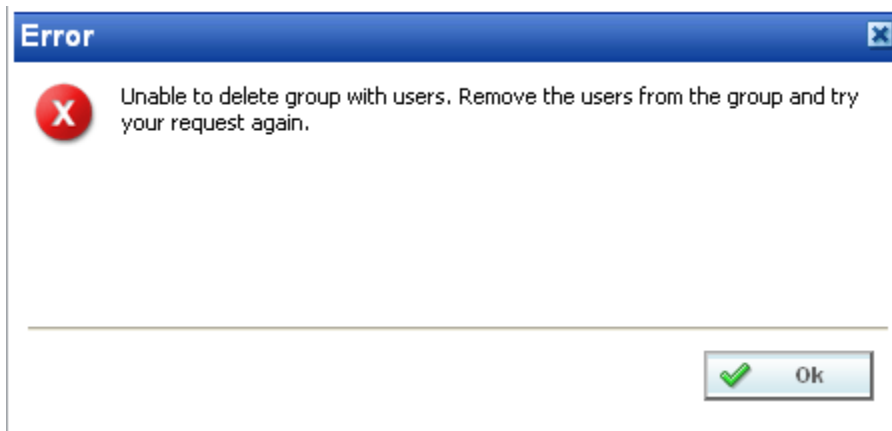 Error
Unable to delete group with users. Remove the users from the group and try
your request again.
Ok